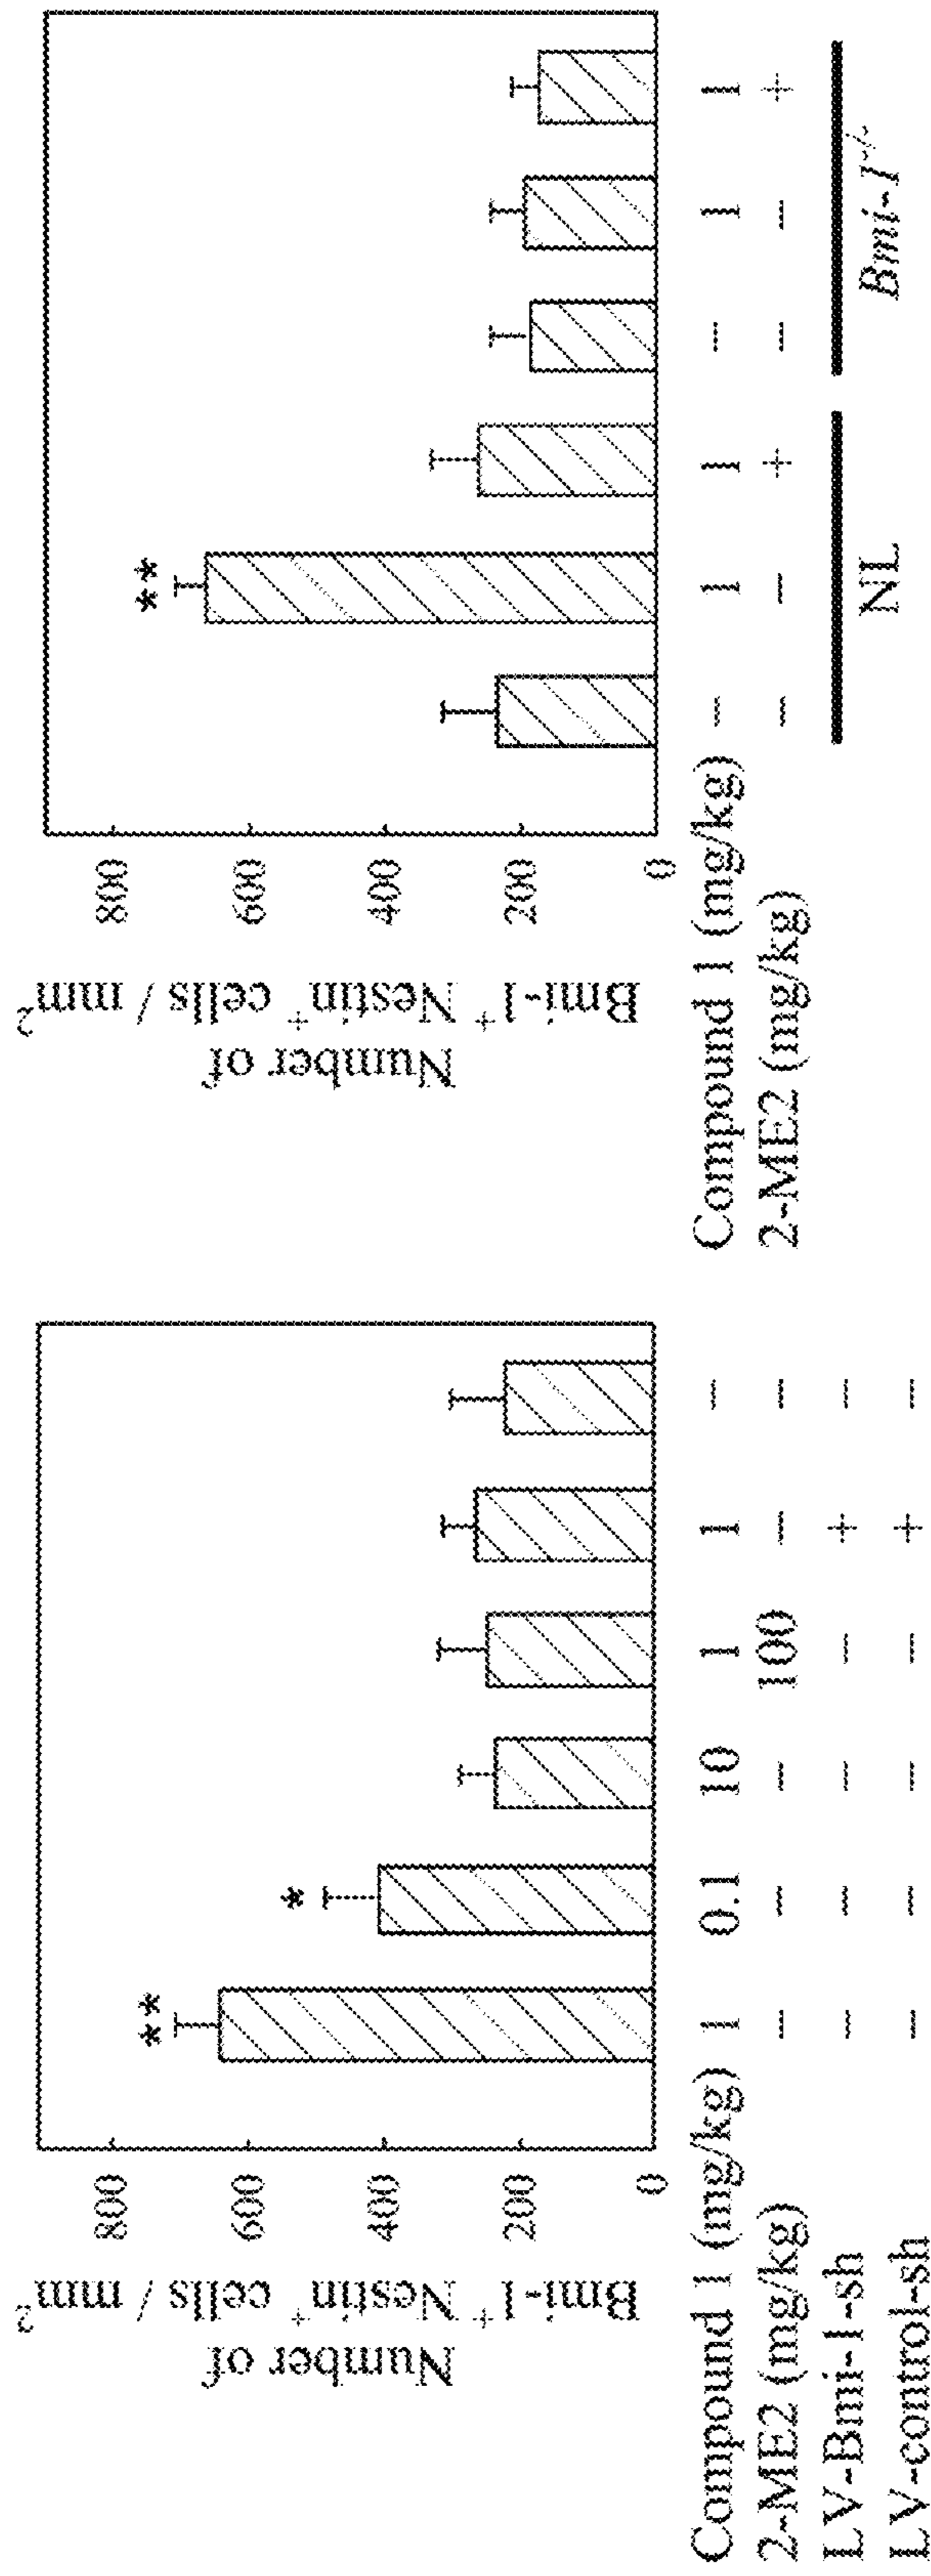 Number of
Bmi-1⁺ Nestin⁺ cells / mm²
800
600
400
200
0
**
*
Compound 1 (mg/kg) 1 0.1 10 1 1 –
2-ME2 (mg/kg) – – – 100 – –
LV-Bmi-1-sh – – – – + –
LV-control-sh – – – – + –
Number of
Bmi-1⁺ Nestin⁺ cells / mm²
800
600
400
200
0
**
Compound 1 (mg/kg) – 1 1 – 1 1
2-ME2 (mg/kg) – – + – – +
NL Bmi-1⁻/⁻